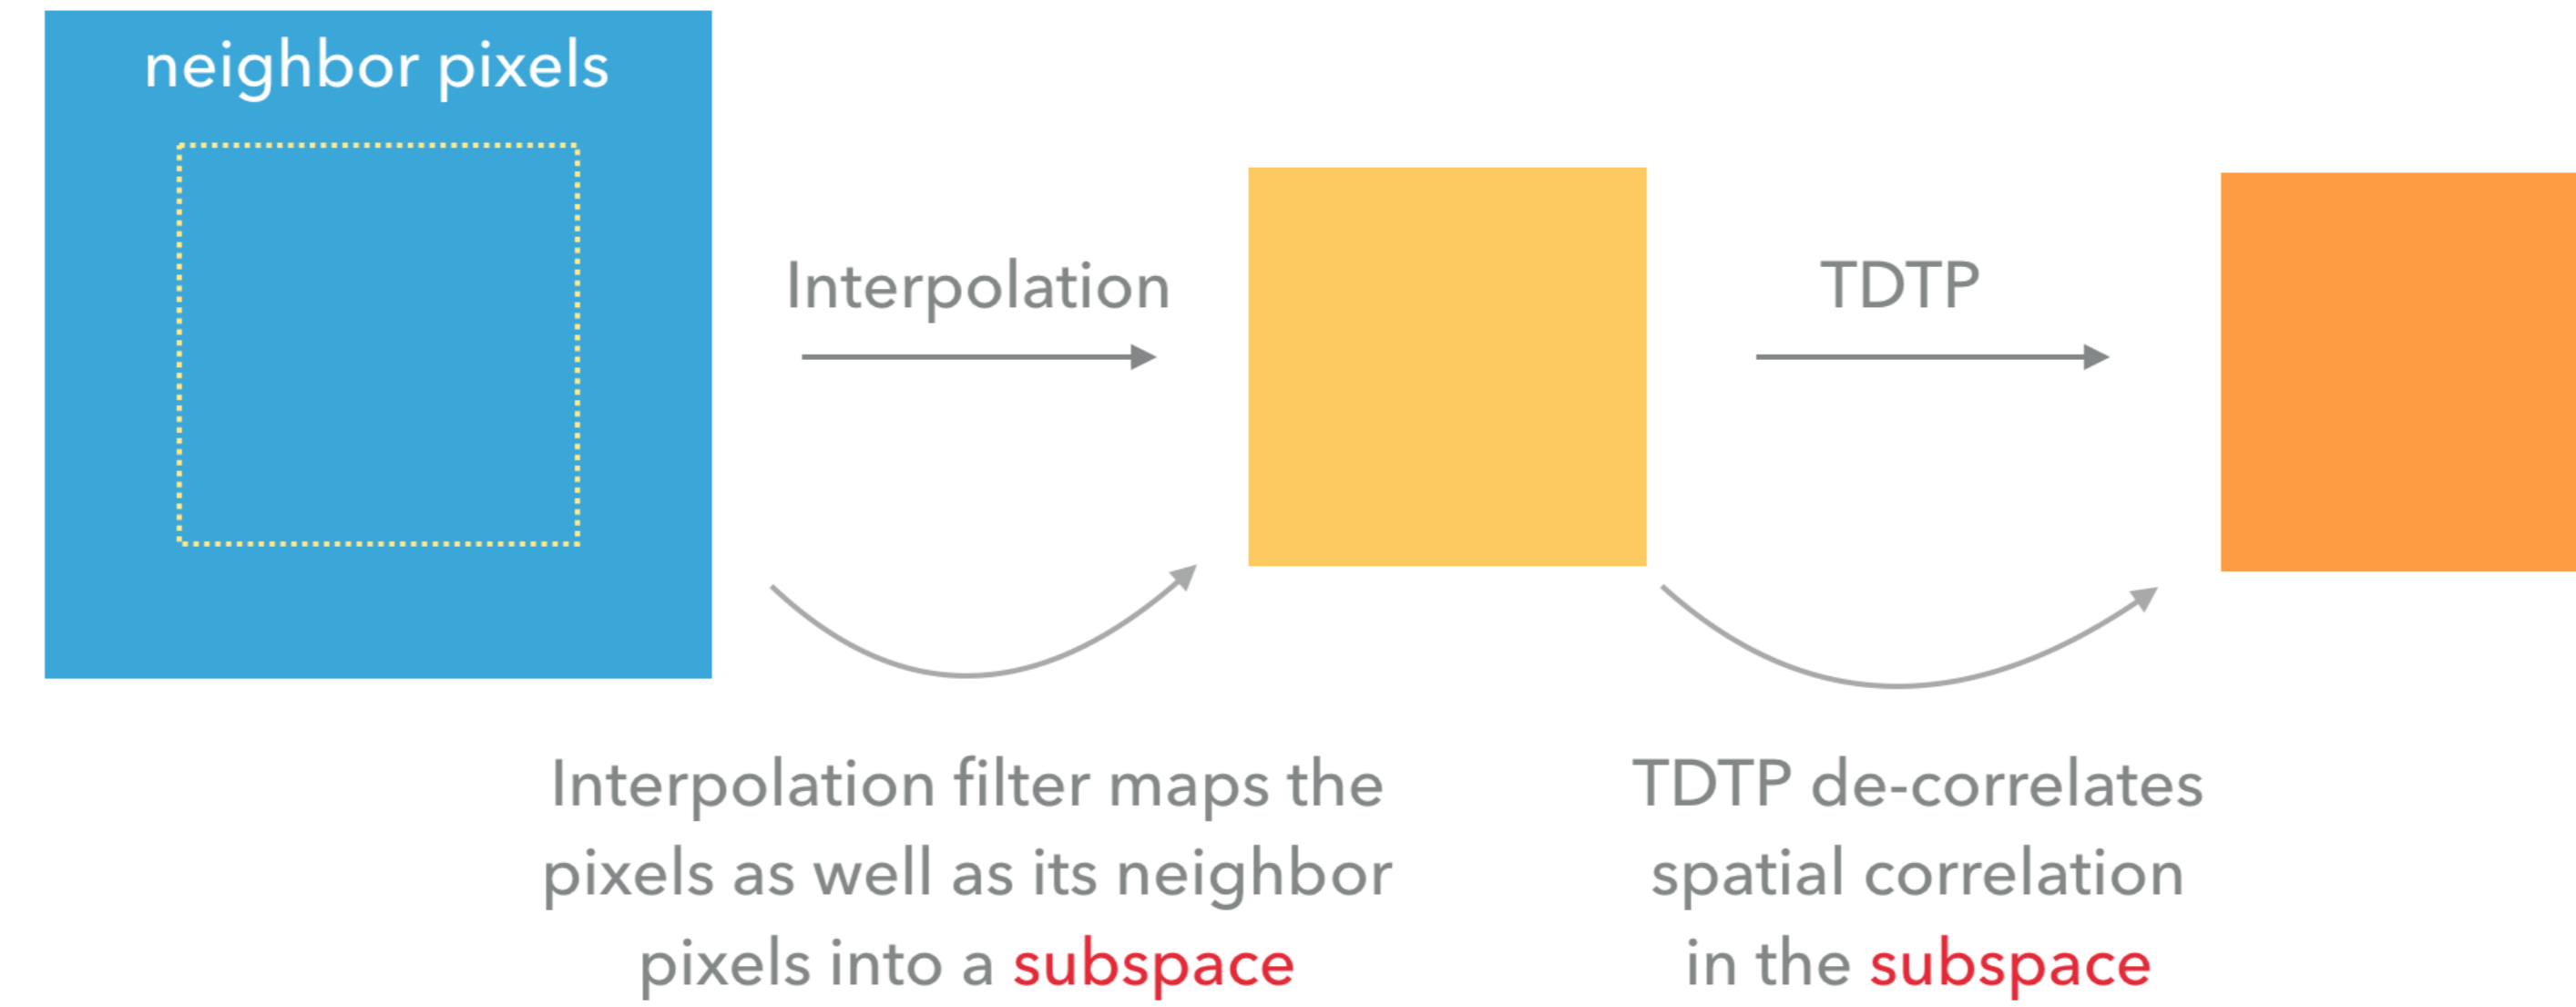 neighbor pixels
Interpolation
TDTP
Interpolation filter maps the
pixels as well as its neighbor
pixels into a subspace
TDTP de-correlates
spatial correlation
in the subspace